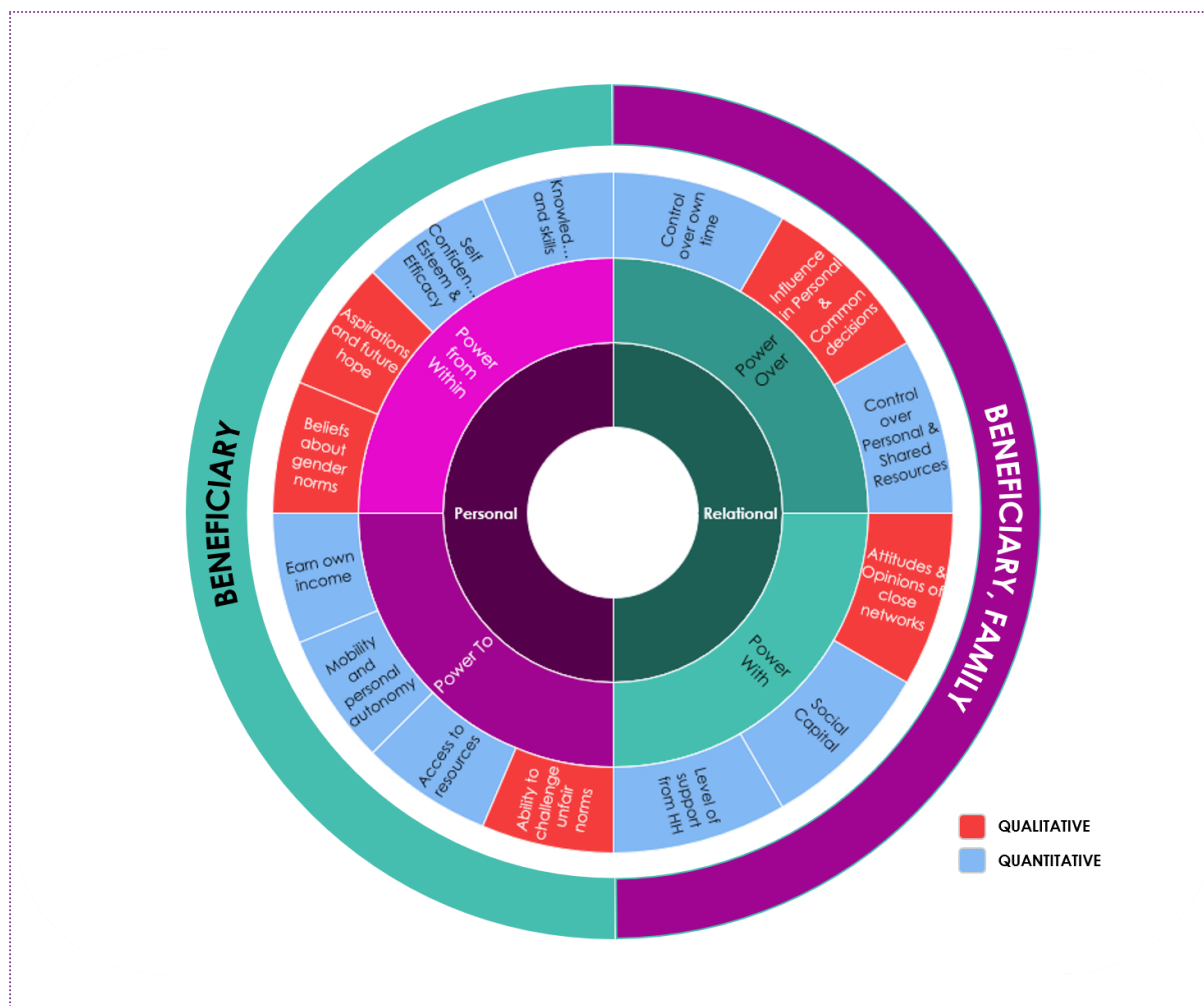 BENEFICIARY
BENEFICIARY, FAMILY
Personal
Relational
Power
from
Within
Power To
Power
Over
Power
With
Knowled...
and skills
Self
Confiden...
Esteem &
Efficacy
Aspirations
and future
hope
Beliefs
about
gender
norms
Earn own
income
Mobility
and
personal
autonomy
Access to
resources
Ability to
challenge
unfair
norms
Control
over own
time
Influence
in Personal
&
Common
decisions
Control
over
Personal &
Shared
Resources
Attitudes &
Opinions of
close
networks
Social
Capital
Level of
support
from HH
QUALITATIVE
QUANTITATIVE